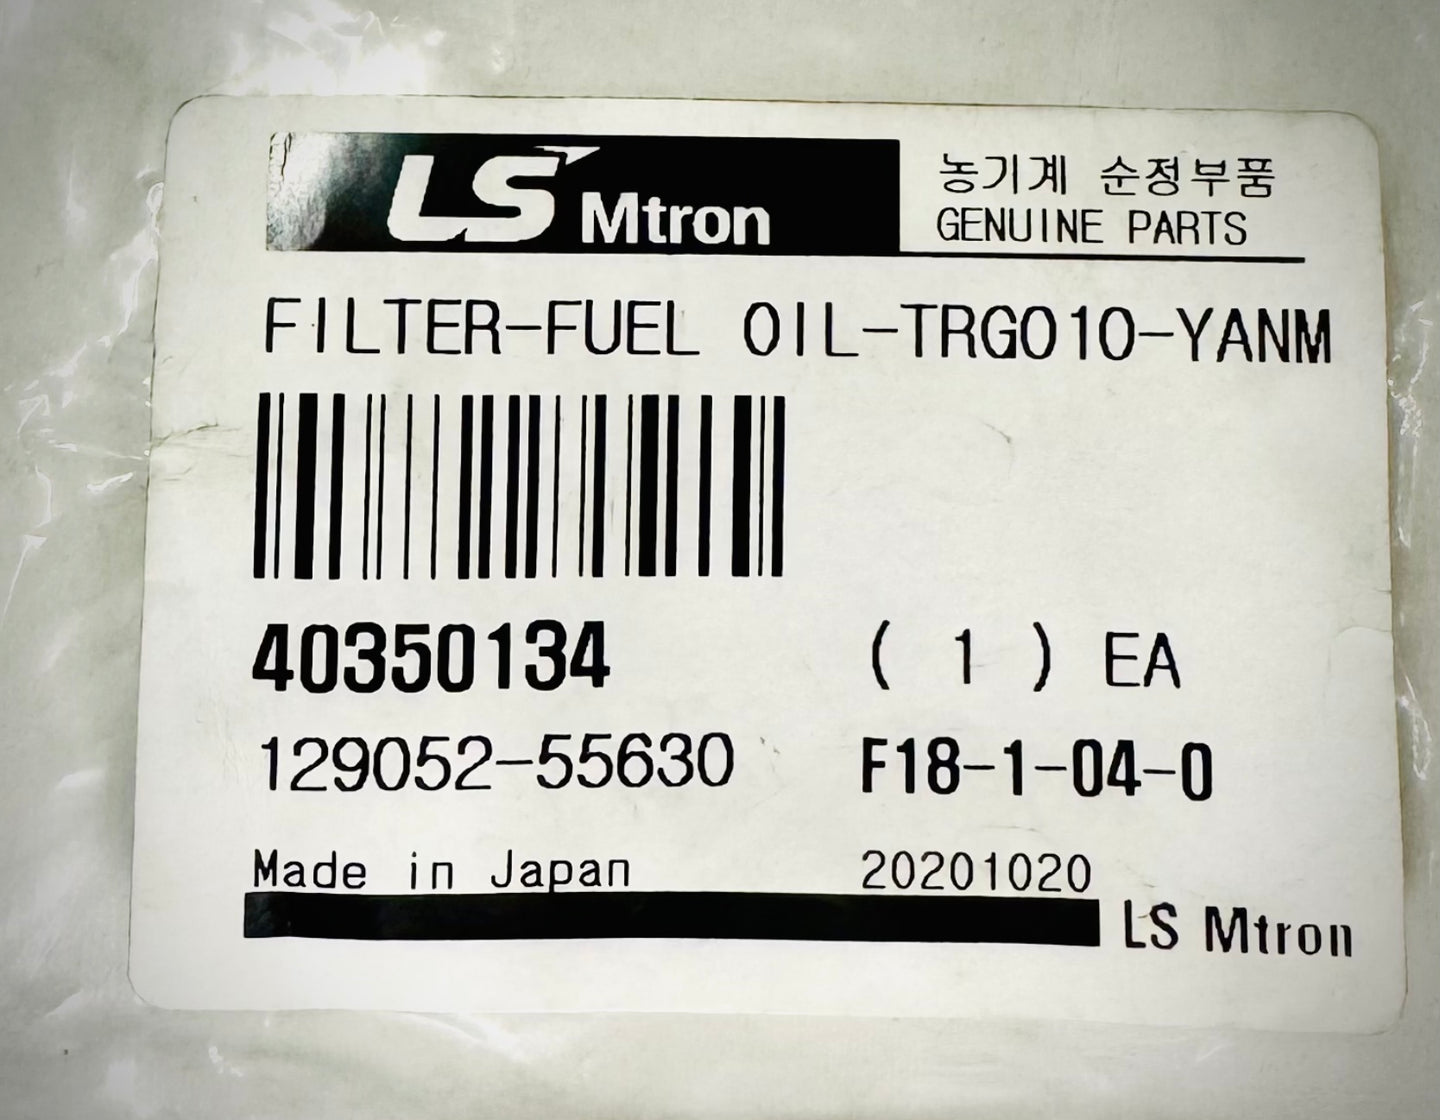 LS Mtron
농기계 순정부품
GENUINE PARTS
FILTER-FUEL OIL-TRG010-YANM
40350134
( 1 ) EA
129052-55630
F18-1-04-0
Made in Japan
20201020
LS Mtron